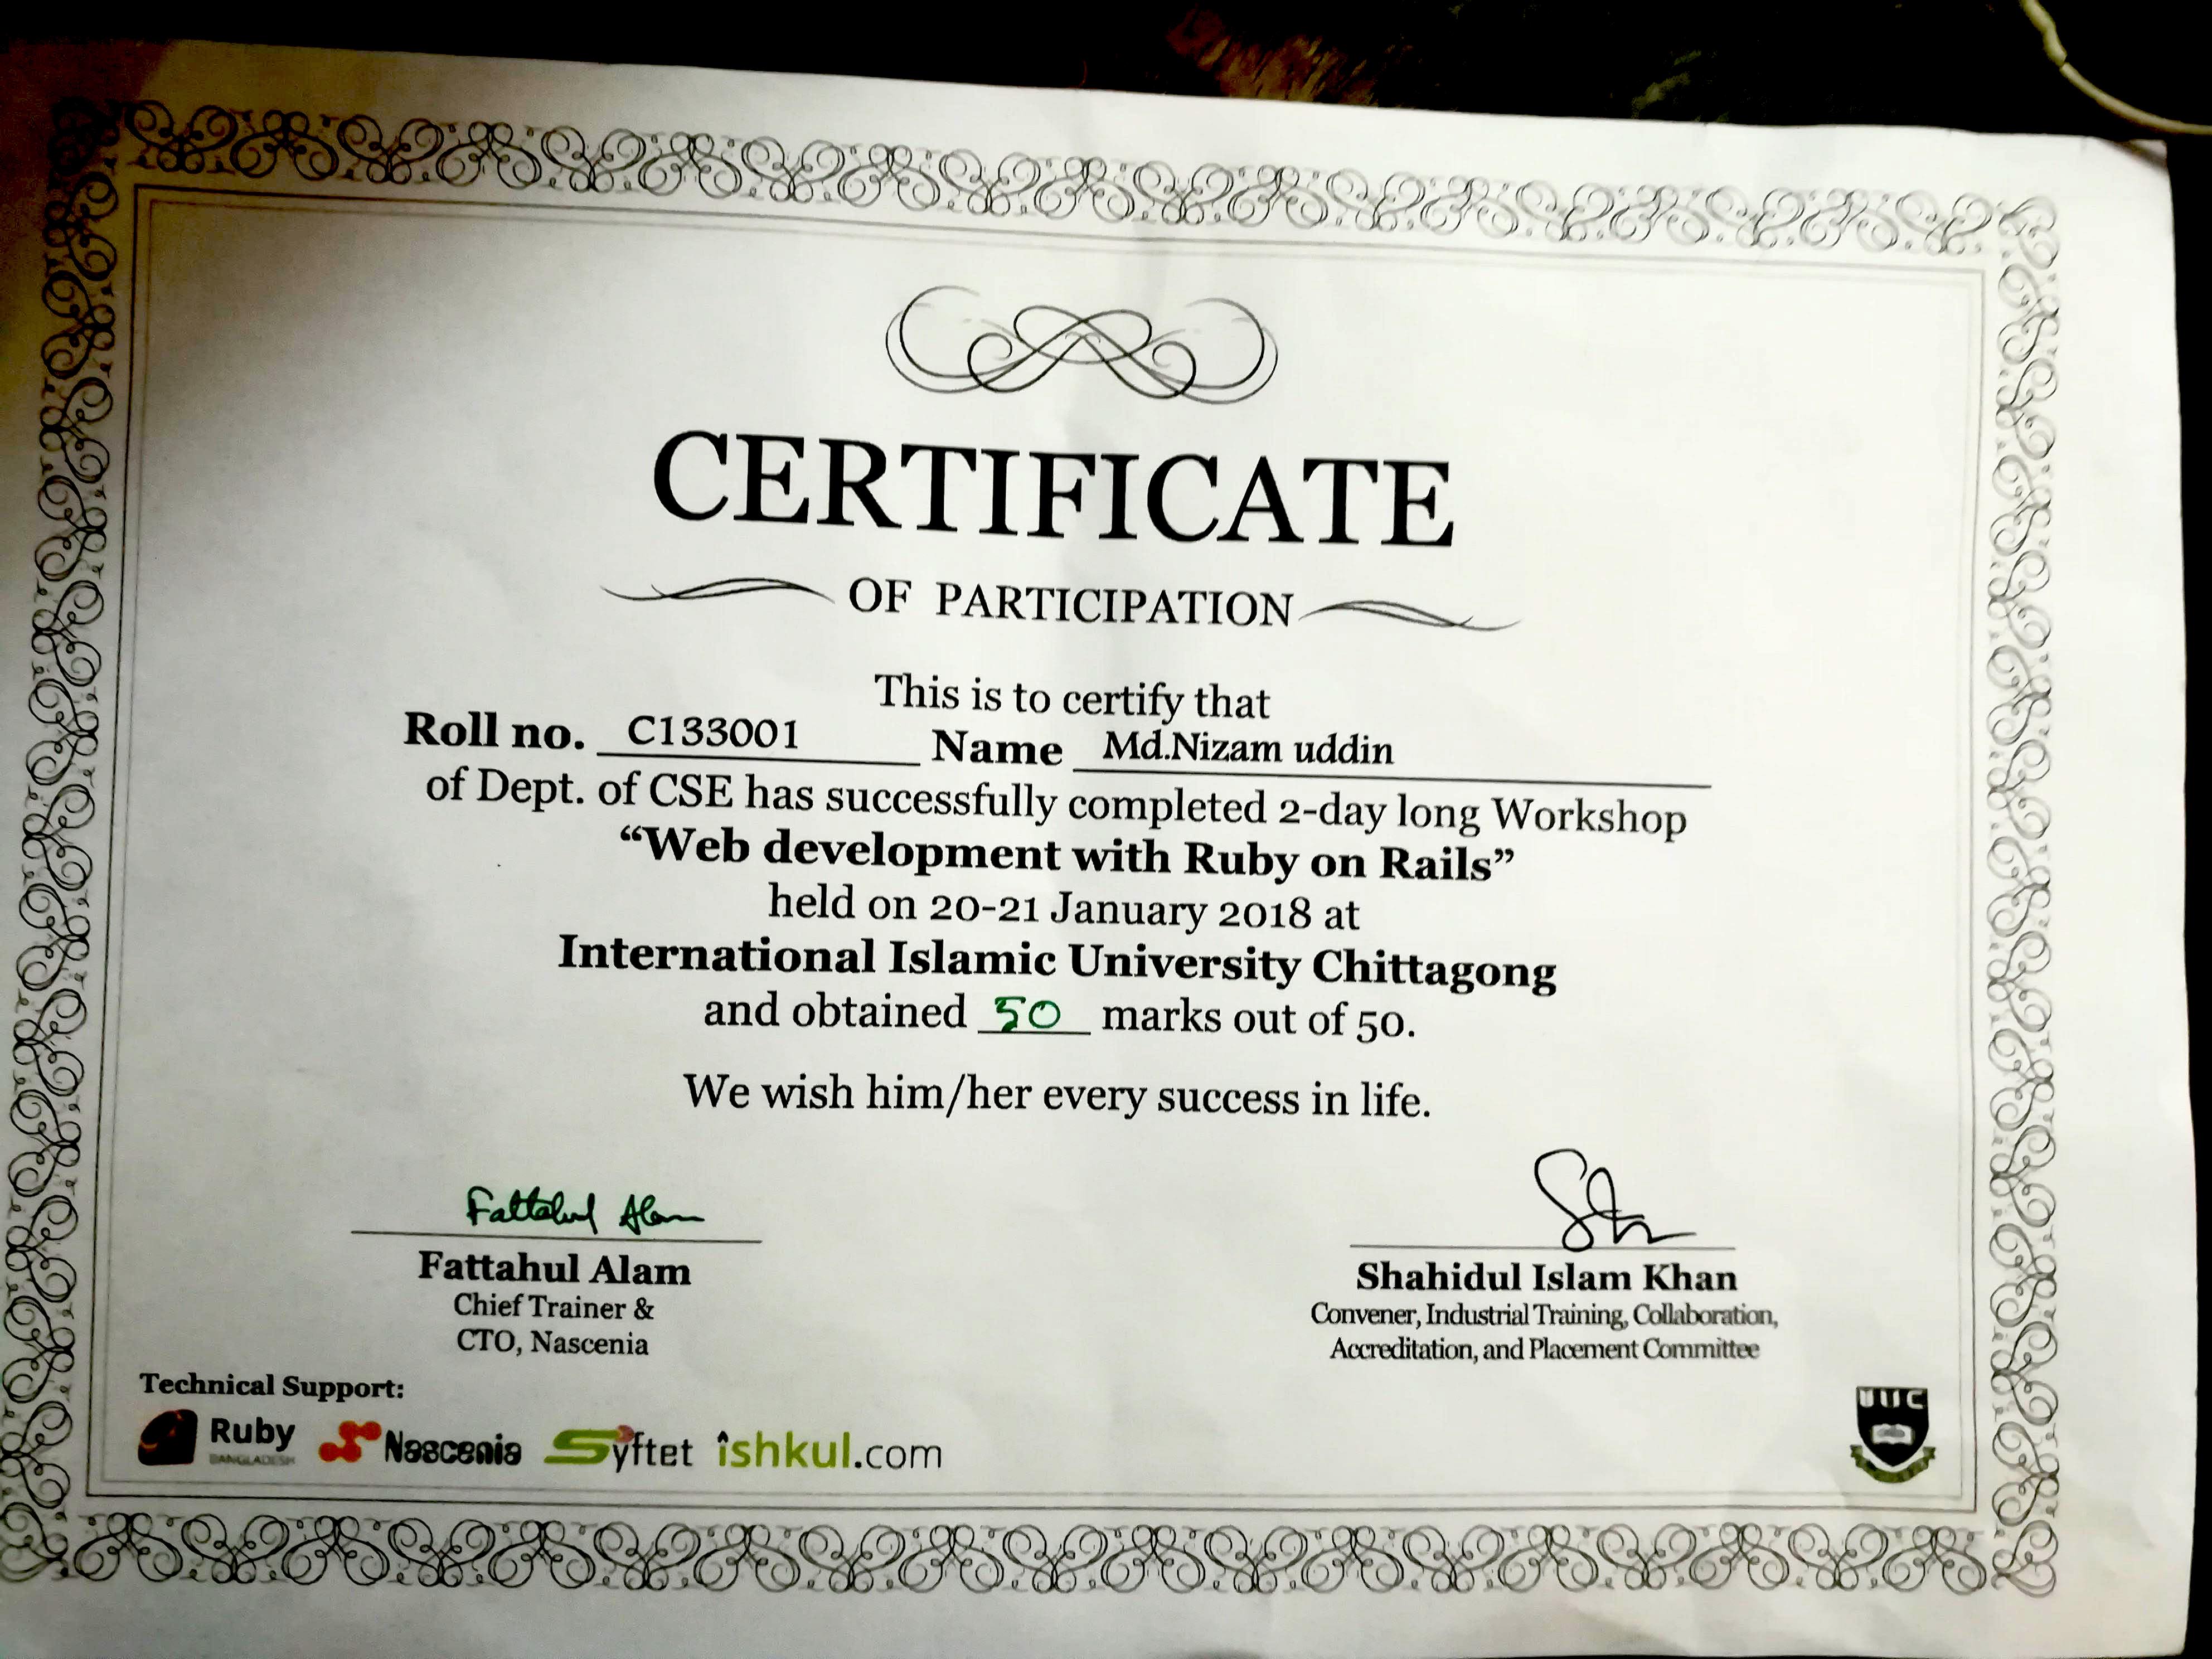 CERTIFICATE
OF PARTICIPATION
This is to certify that
Roll no. C133001 Name Md.Nizam uddin
of Dept. of CSE has successfully completed 2-day long Workshop
“Web development with Ruby on Rails”
held on 20-21 January 2018 at
International Islamic University Chittagong
and obtained 50 marks out of 50.
We wish him/her every success in life.
Fattahul Alam
Fattahul Alam
Chief Trainer &
CTO, Nascenia
Shahidul Islam Khan
Convener, Industrial Training, Collaboration,
Accreditation, and Placement Committee
Technical Support:
Ruby
BANGLADESH
Nascenia
Syftet
ishkul.com
IIUC